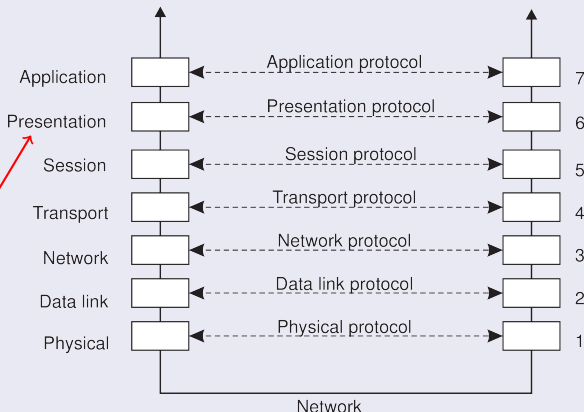 Application Application protocol 7
Presentation Presentation protocol 6
Session Session protocol 5
Transport Transport protocol 4
Network Network protocol 3
Data link Data link protocol 2
Physical Physical protocol 1
Network